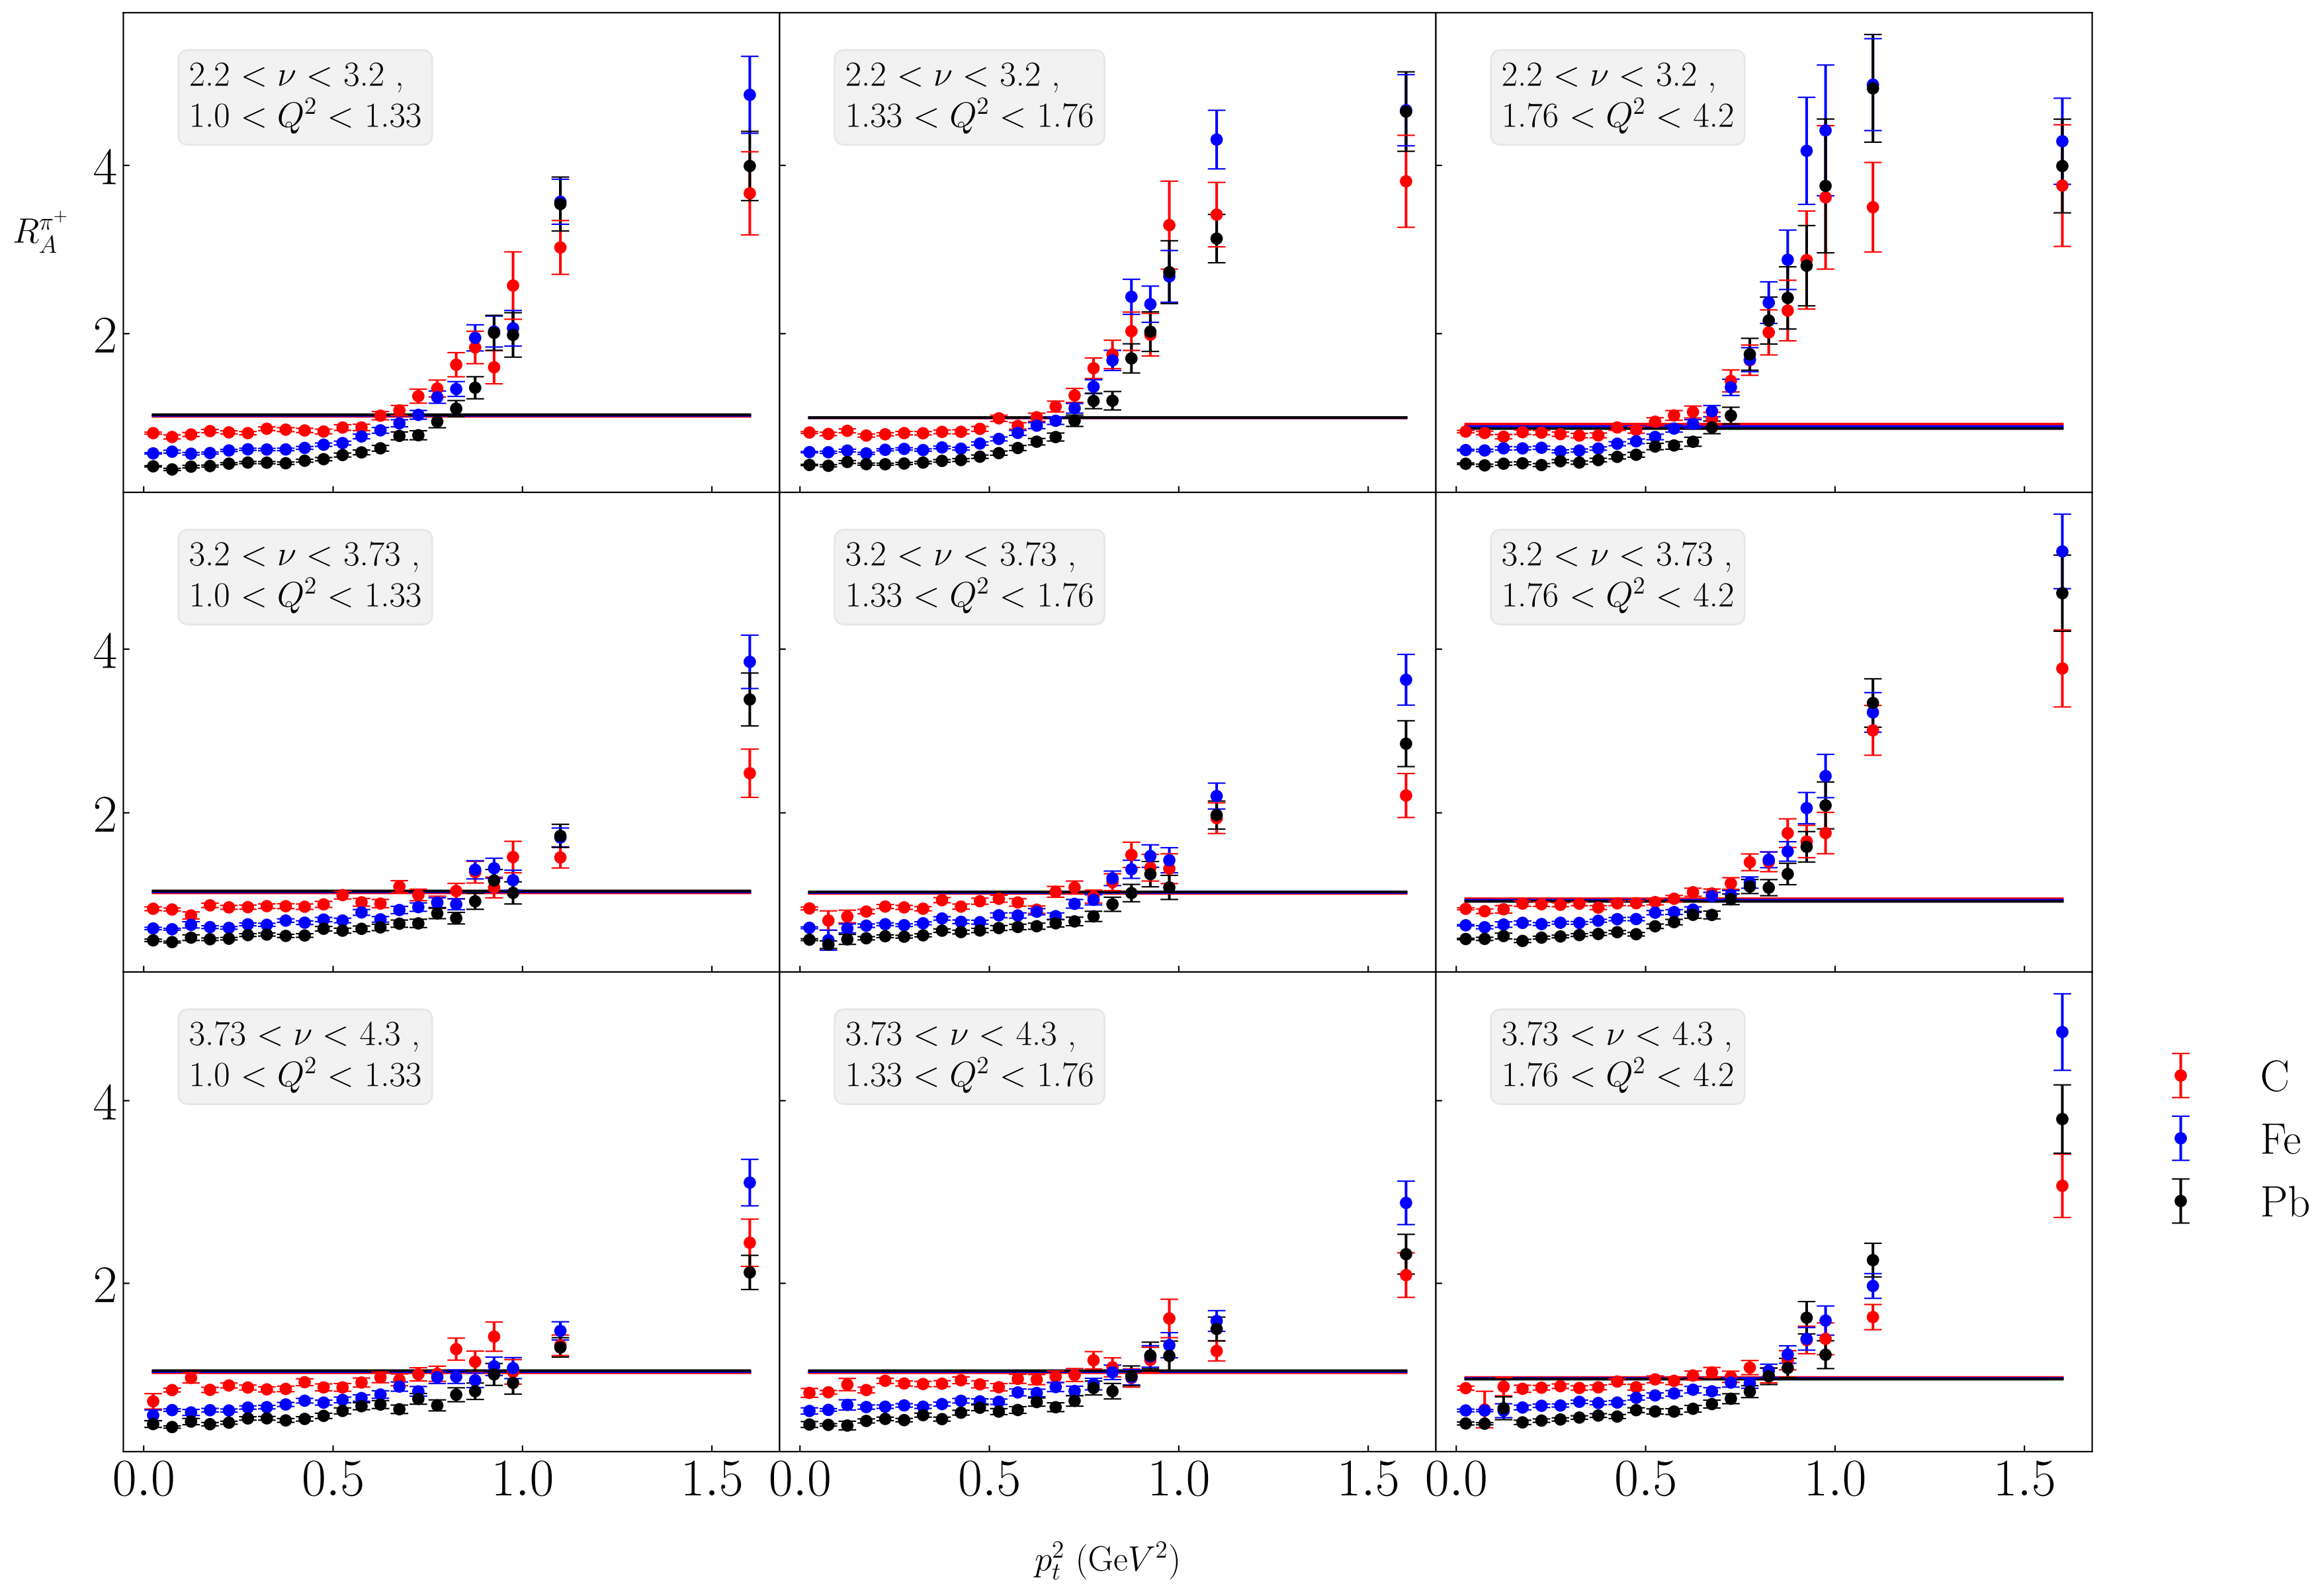 2.2 < ν < 3.2 ,
1.0 < Q² < 1.33
2.2 < ν < 3.2 ,
1.33 < Q² < 1.76
2.2 < ν < 3.2 ,
1.76 < Q² < 4.2
4
2
R_A^{π⁺}
3.2 < ν < 3.73 ,
1.0 < Q² < 1.33
3.2 < ν < 3.73 ,
1.33 < Q² < 1.76
3.2 < ν < 3.73 ,
1.76 < Q² < 4.2
4
2
3.73 < ν < 4.3 ,
1.0 < Q² < 1.33
3.73 < ν < 4.3 ,
1.33 < Q² < 1.76
3.73 < ν < 4.3 ,
1.76 < Q² < 4.2
4
2
C
Fe
Pb
0.0 0.5 1.0 1.5 0.0 0.5 1.0 1.5 0.0 0.5 1.0 1.5
p_t² (GeV²)